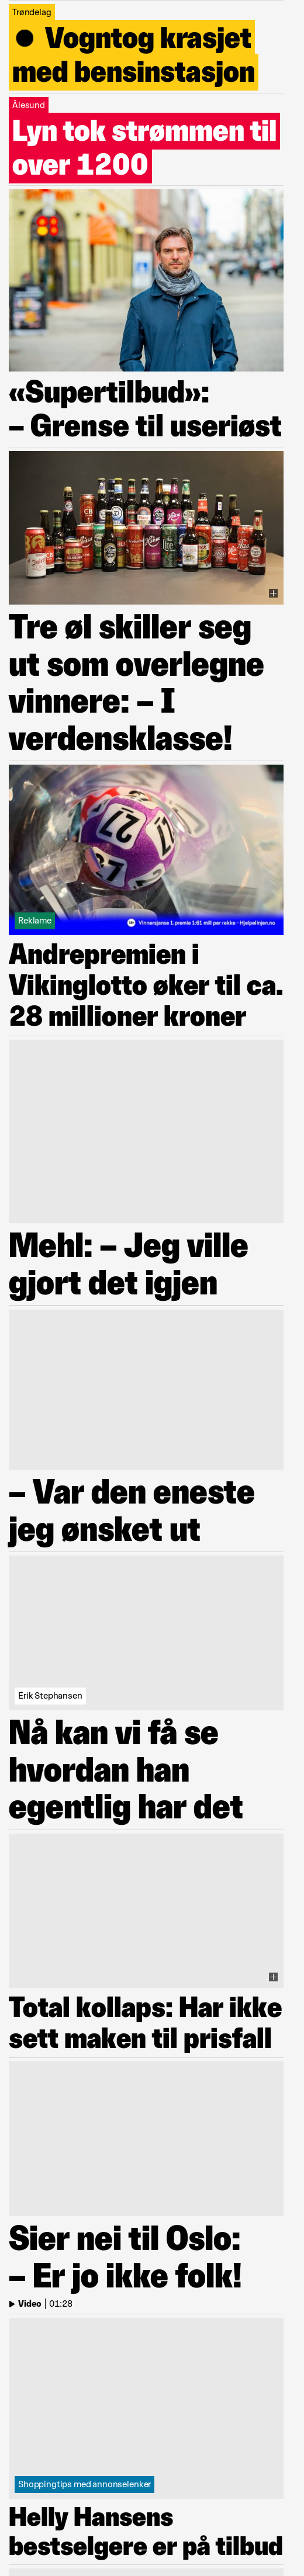 Trøndelag
Vogntog krasjet
med bensinstasjon
Ålesund
Lyn tok strømmen til
over 1200
«Supertilbud»:
– Grense til useriøst
Tre øl skiller seg
ut som overlegne
vinnere: – I
verdensklasse!
27
Reklame
Vinnersjanse 1.premie 1:61 mill per rekke · Hjelpelinjen.no
Andrepremien i
Vikinglotto øker til ca.
28 millioner kroner
Mehl: – Jeg ville
gjort det igjen
– Var den eneste
jeg ønsket ut
Erik Stephansen
Nå kan vi få se
hvordan han
egentlig har det
Total kollaps: Har ikke
sett maken til prisfall
Sier nei til Oslo:
– Er jo ikke folk!
Video | 01:28
Shoppingtips med annonselenker
Helly Hansens
bestselgere er på tilbud